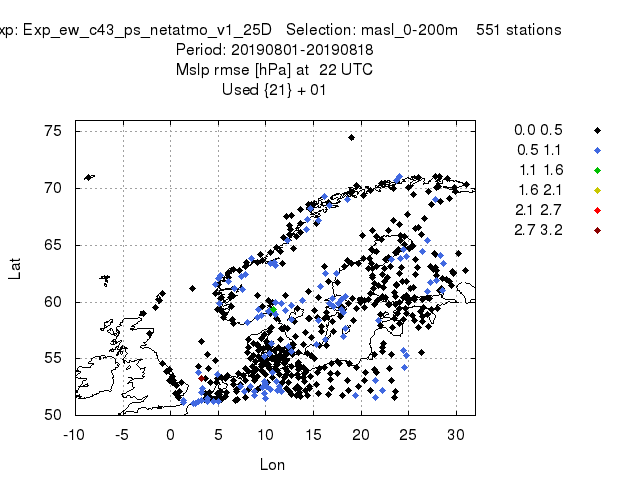 xp: Exp_ew_c43_ps_netatmo_v1_25D Selection: masl_0-200m 551 stations
Period: 20190801-20190818
Mslp rmse [hPa] at 22 UTC
Used {21} + 01
75
70
65
60
55
50
Lat
-10 -5 0 5 10 15 20 25 30
Lon
0.0 0.5
0.5 1.1
1.1 1.6
1.6 2.1
2.1 2.7
2.7 3.2